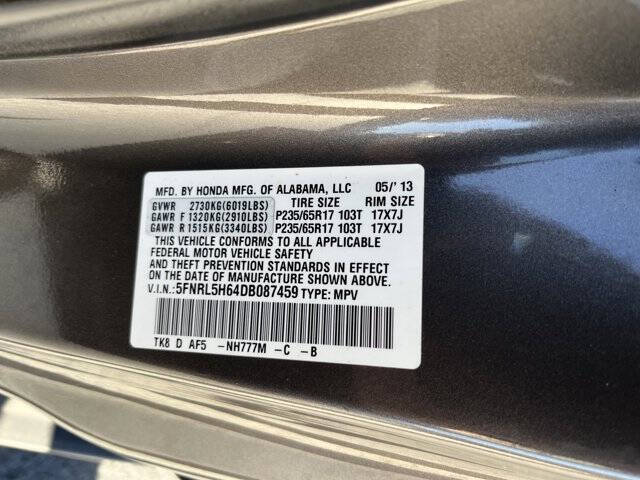 MFD. BY HONDA MFG. OF ALABAMA, LLC 05/' 13
GVWR 2730KG(6019LBS) TIRE SIZE RIM SIZE
GAWR F 1320KG(2910LBS) P235/65R17 103T 17X7J
GAWR R 1515KG(3340LBS) P235/65R17 103T 17X7J
THIS VEHICLE CONFORMS TO ALL APPLICABLE
FEDERAL MOTOR VEHICLE SAFETY
AND THEFT PREVENTION STANDARDS IN EFFECT
ON THE DATE OF MANUFACTURE SHOWN ABOVE.
V.I.N.:5FNRL5H64DB087459 TYPE: MPV
TK8 D AF5 -NH777M -C -B